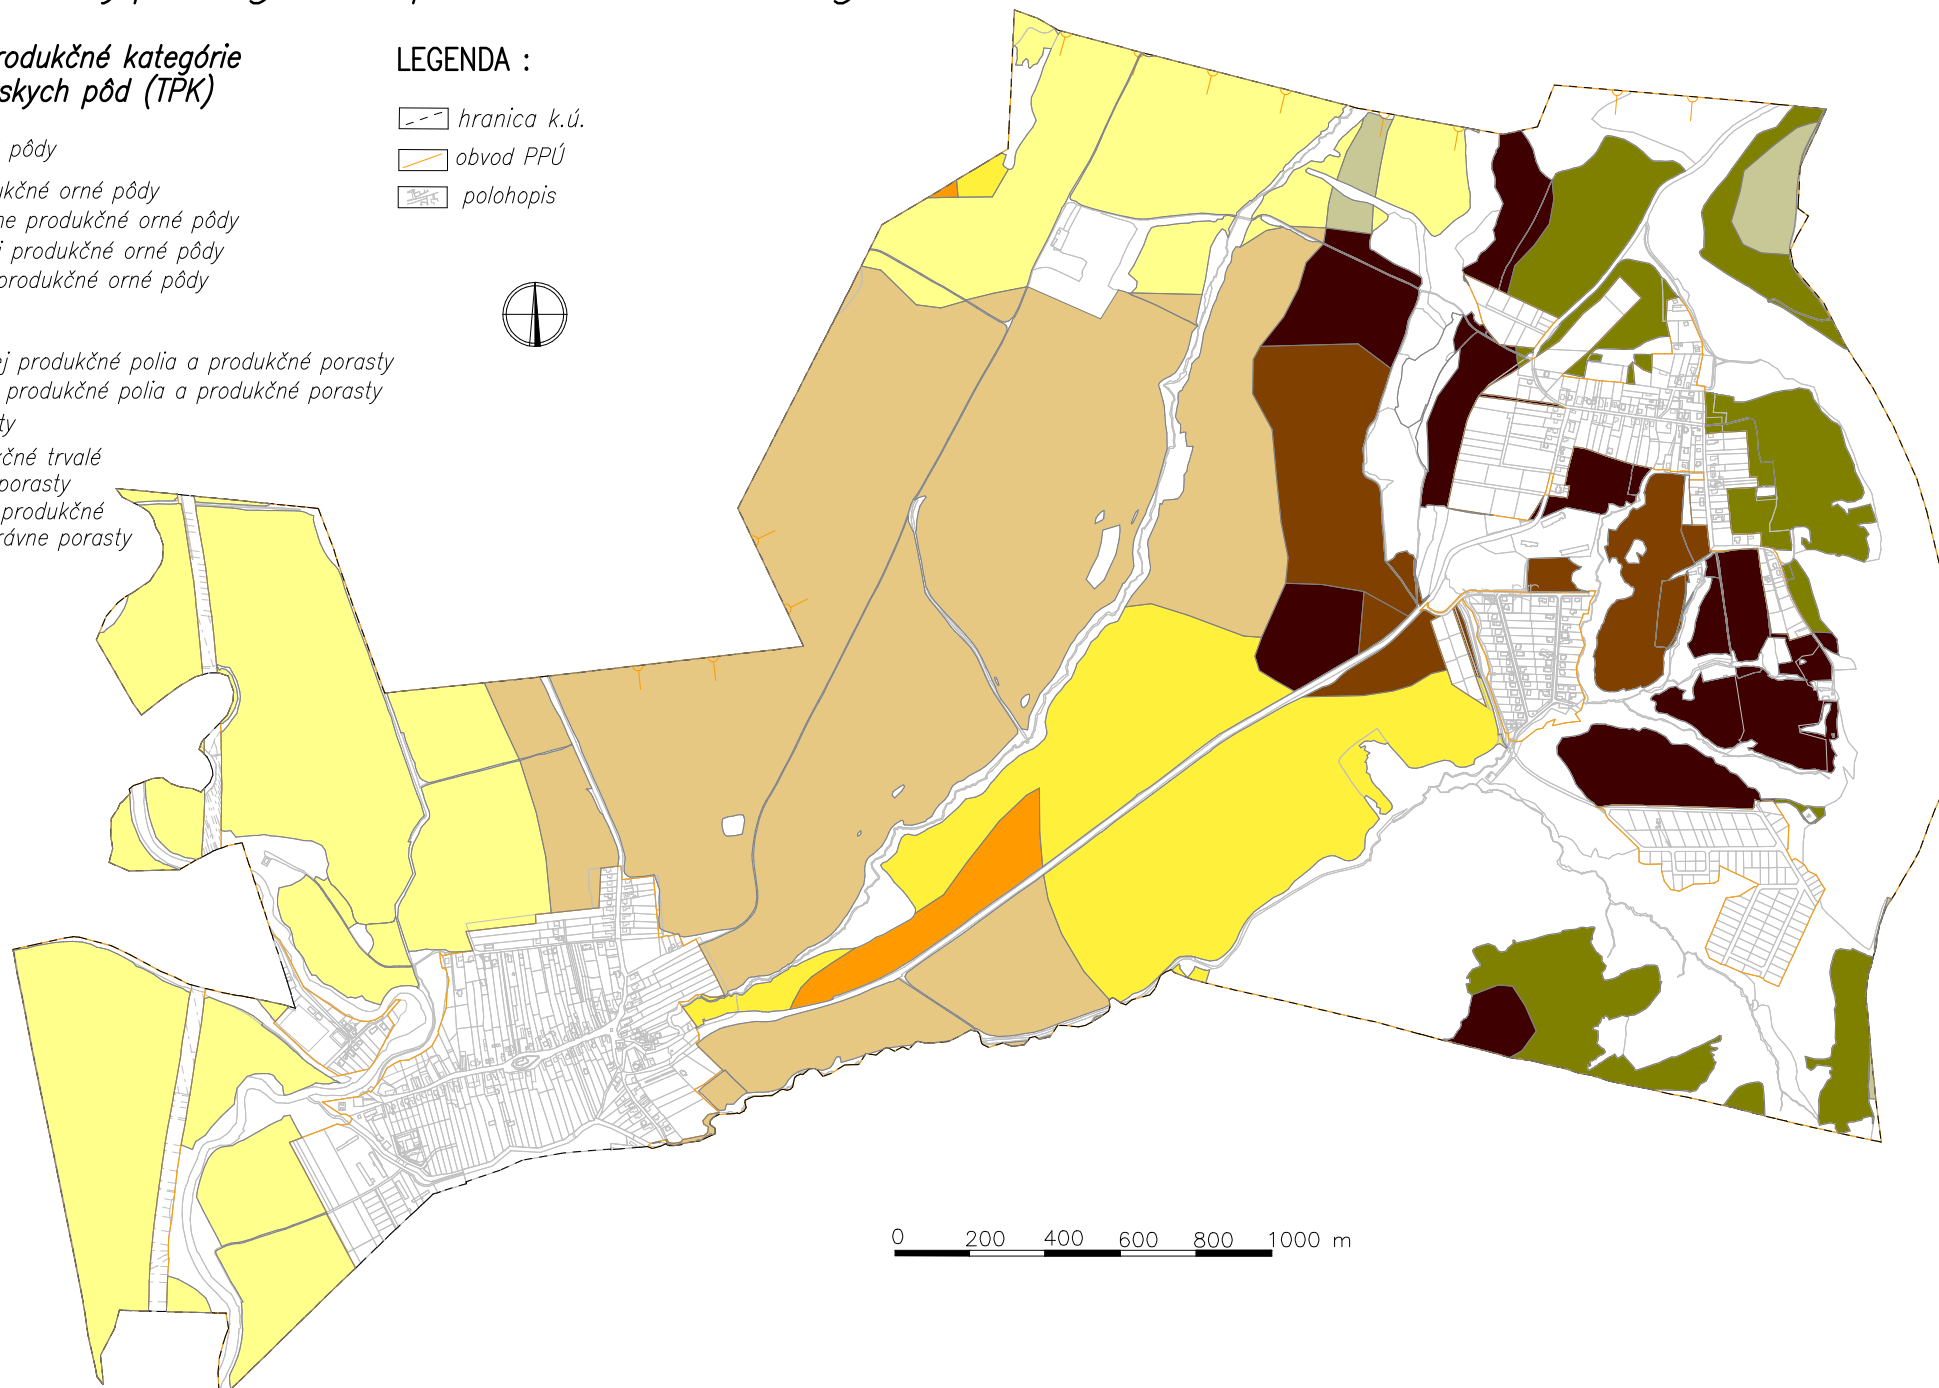 rodukčné kategórie
skych pôd (TPK)
pôdy
kčné orné pôdy
ne produkčné orné pôdy
j produkčné orné pôdy
produkčné orné pôdy
ej produkčné polia a produkčné porasty
produkčné polia a produkčné porasty
ty
kčné trvalé
porasty
produkčné
rávne porasty
LEGENDA :
hranica k.ú.
obvod PPÚ
polohopis
0 200 400 600 800 1000 m